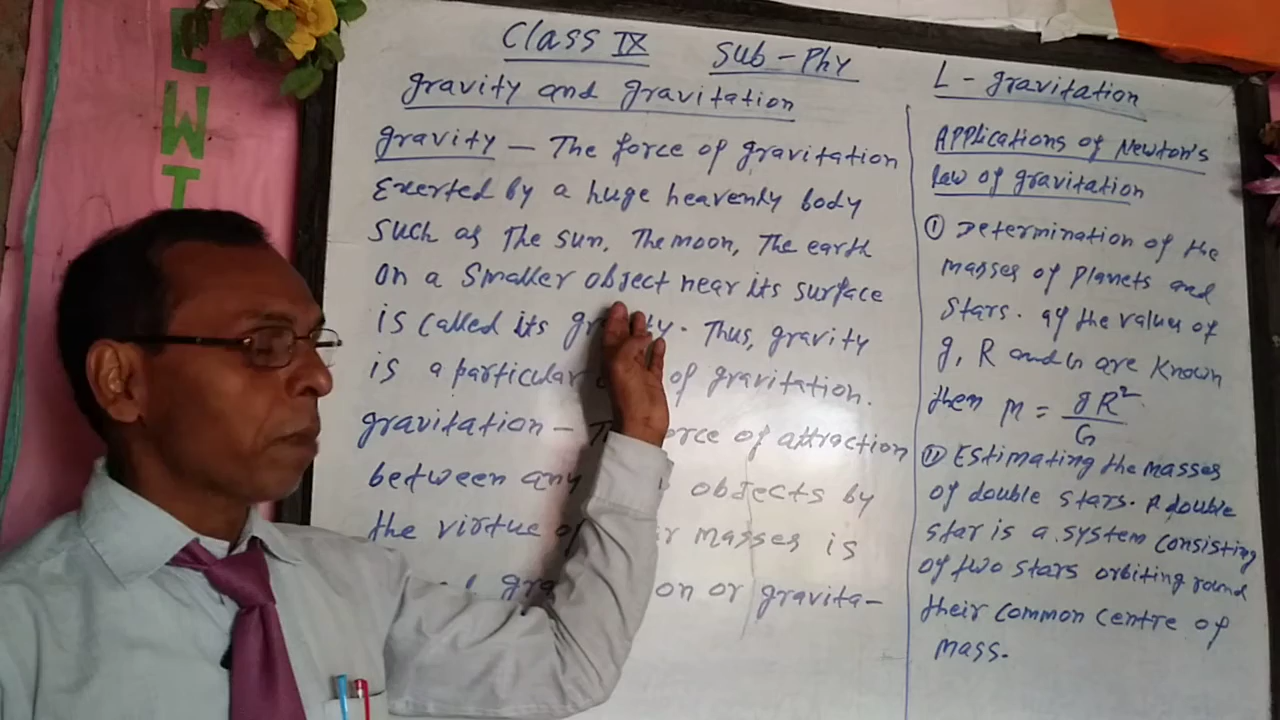 EWT
Class IX Sub - Phy
L - gravitation
gravity and gravitation
gravity - The force of gravitation
Exerted by a huge heavenly body
such as The sun, The moon, The earth
on a smaller object near its surface
is called its gravity. Thus, gravity
is a particular of gravitation.
gravitation - force of attraction
between any objects by
the virtue of masses is
on or gravita-
Applications of Newton's
law of gravitation
(I) Determination of the
masses of planets and
stars. If the values of
g, R and G are known
then M = gR²/G
(II) Estimating the masses
of double stars. A double
star is a system consisting
of two stars orbiting round
their common centre of
mass.